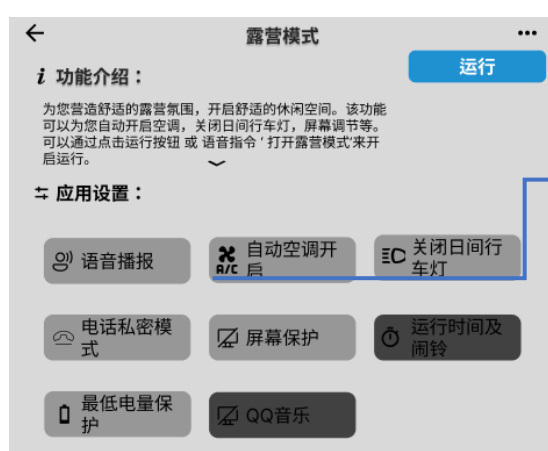 露营模式
运行
i 功能介绍：
为您营造舒适的露营氛围，开启舒适的休闲空间。该功能
可以为您自动开启空调，关闭日间行车灯，屏幕调节等。
可以通过点击运行按钮 或 语音指令 ‘ 打开露营模式’来开
启运行。
应用设置：
语音播报
A/C
自动空调开
启
关闭日间行
车灯
电话私密模
式
屏幕保护
运行时间及
闹铃
最低电量保
护
QQ音乐